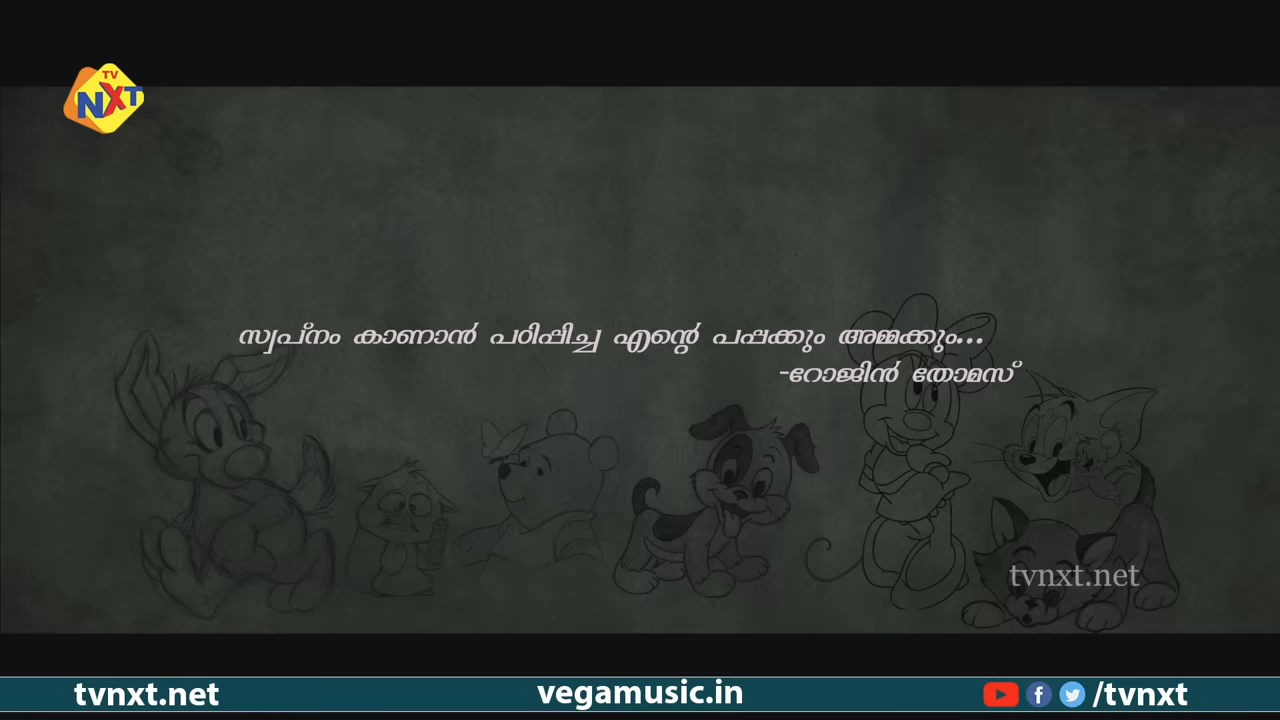 TV
NXT
സ്വപ്നം കാണാൻ പഠിപ്പിച്ച എന്റെ പപ്പക്കും അമ്മക്കും...
-റോജിൻ തോമസ്
tvnxt.net
tvnxt.net
vegamusic.in
/tvnxt